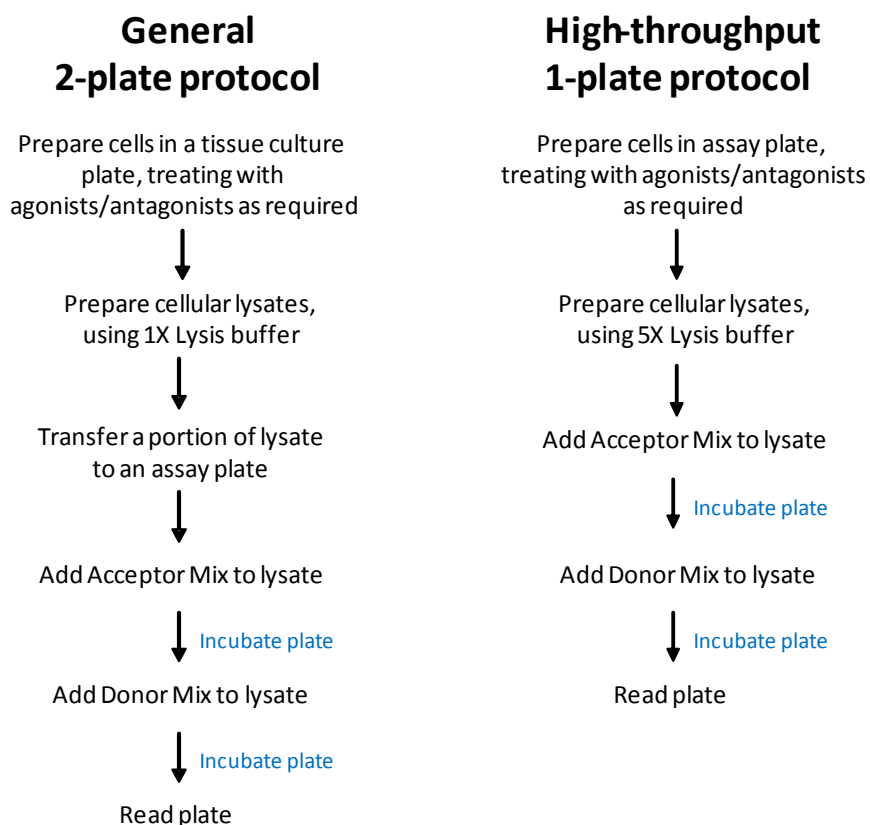 General
2-plate protocol
Prepare cells in a tissue culture
plate, treating with
agonists/antagonists as required
Prepare cellular lysates,
using 1X Lysis buffer
Transfer a portion of lysate
to an assay plate
Add Acceptor Mix to lysate
Incubate plate
Add Donor Mix to lysate
Incubate plate
Read plate
High-throughput
1-plate protocol
Prepare cells in assay plate,
treating with agonists/antagonists
as required
Prepare cellular lysates,
using 5X Lysis buffer
Add Acceptor Mix to lysate
Incubate plate
Add Donor Mix to lysate
Incubate plate
Read plate